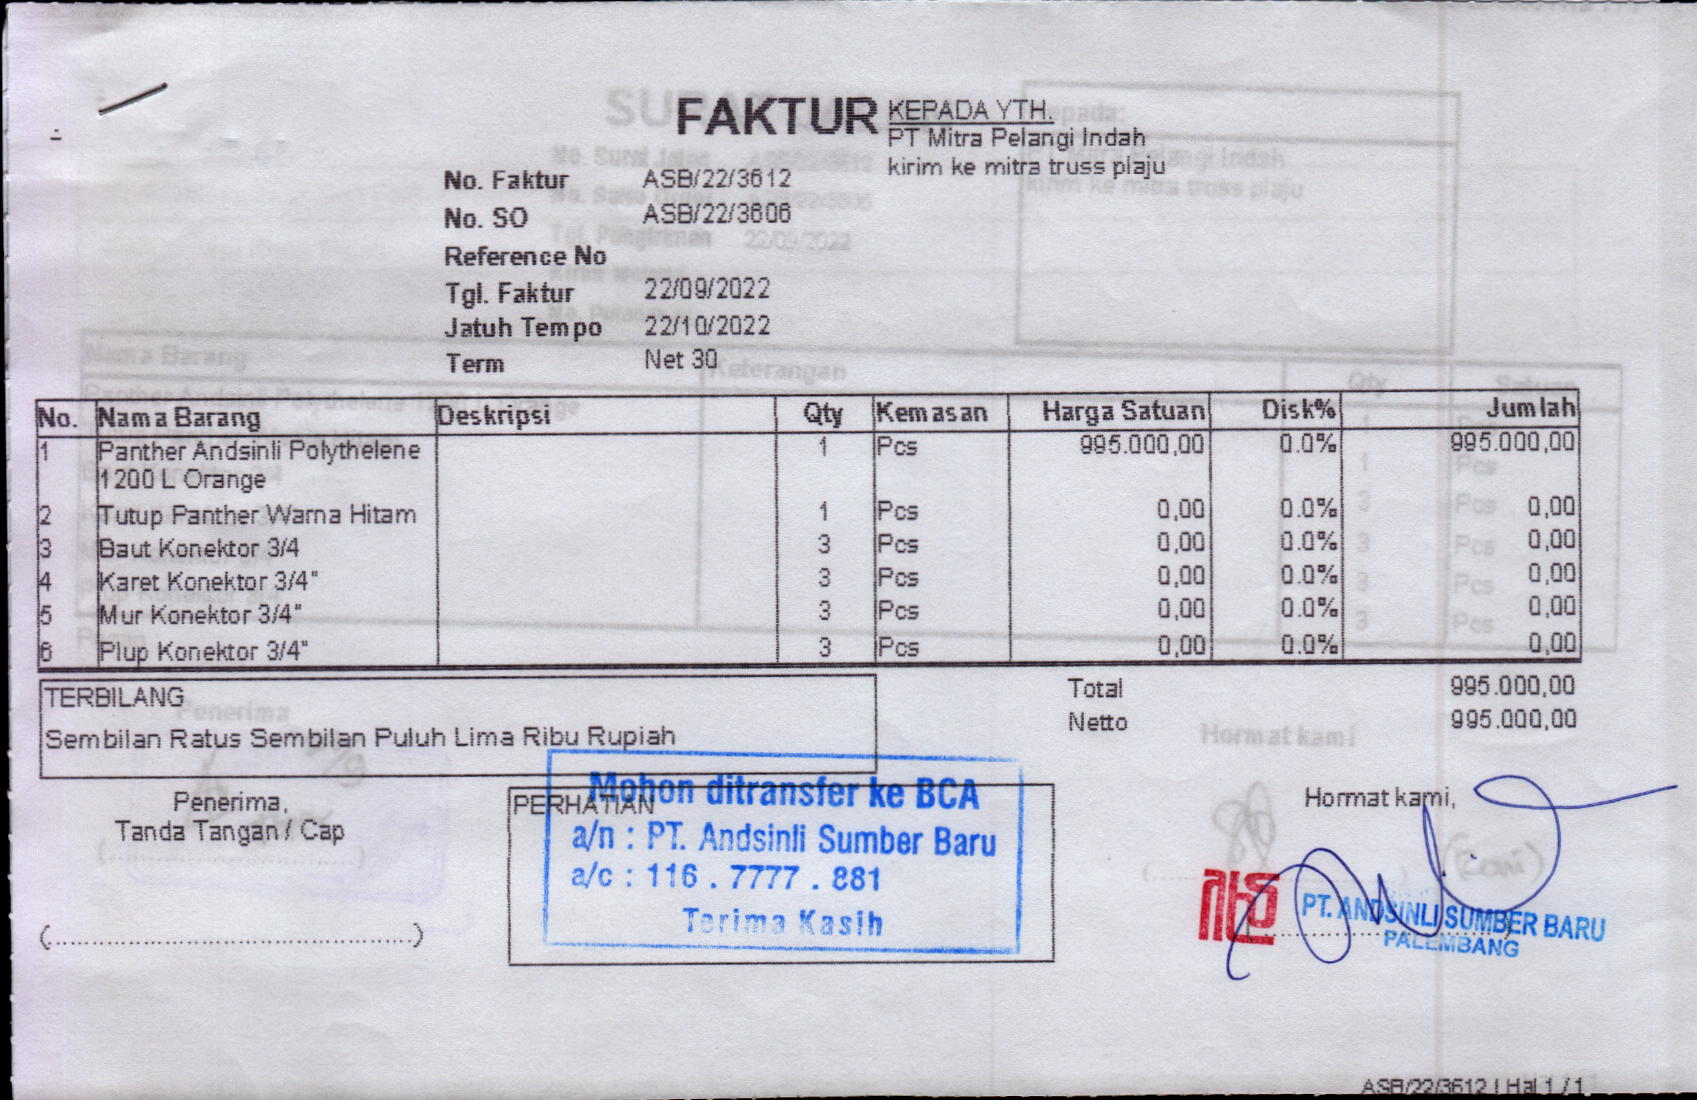 FAKTUR
KEPADA YTH.
PT Mitra Pelangi Indah
kirim ke mitra truss plaju
No. Faktur ASB/22/3612
No. SO ASB/22/3606
Reference No
Tgl. Faktur 22/09/2022
Jatuh Tempo 22/10/2022
Term Net 30
No. Nama Barang Deskripsi Qty Kemasan Harga Satuan Disk% Jumlah
1 Panther Andsinli Polythelene 1 Pcs 995.000,00 0.0% 995.000,00
1200 L Orange
2 Tutup Panther Warna Hitam 1 Pcs 0,00 0.0% 0,00
3 Baut Konektor 3/4 3 Pcs 0,00 0.0% 0,00
4 Karet Konektor 3/4" 3 Pcs 0,00 0.0% 0,00
5 Mur Konektor 3/4" 3 Pcs 0,00 0.0% 0,00
6 Plup Konektor 3/4" 3 Pcs 0,00 0.0% 0,00
TERBILANG
Sembilan Ratus Sembilan Puluh Lima Ribu Rupiah
Total 995.000,00
Netto 995.000,00
Penerima,
Tanda Tangan / Cap
(................................................)
PERHATIAN
Mohon ditransfer ke BCA
a/n : PT. Andsinli Sumber Baru
a/c : 116 . 7777 . 881
Terima Kasih
Hormat kami,
PT. ANDSINLI SUMBER BARU
PALEMBANG
ASB/22/3612 | Hal 1 / 1